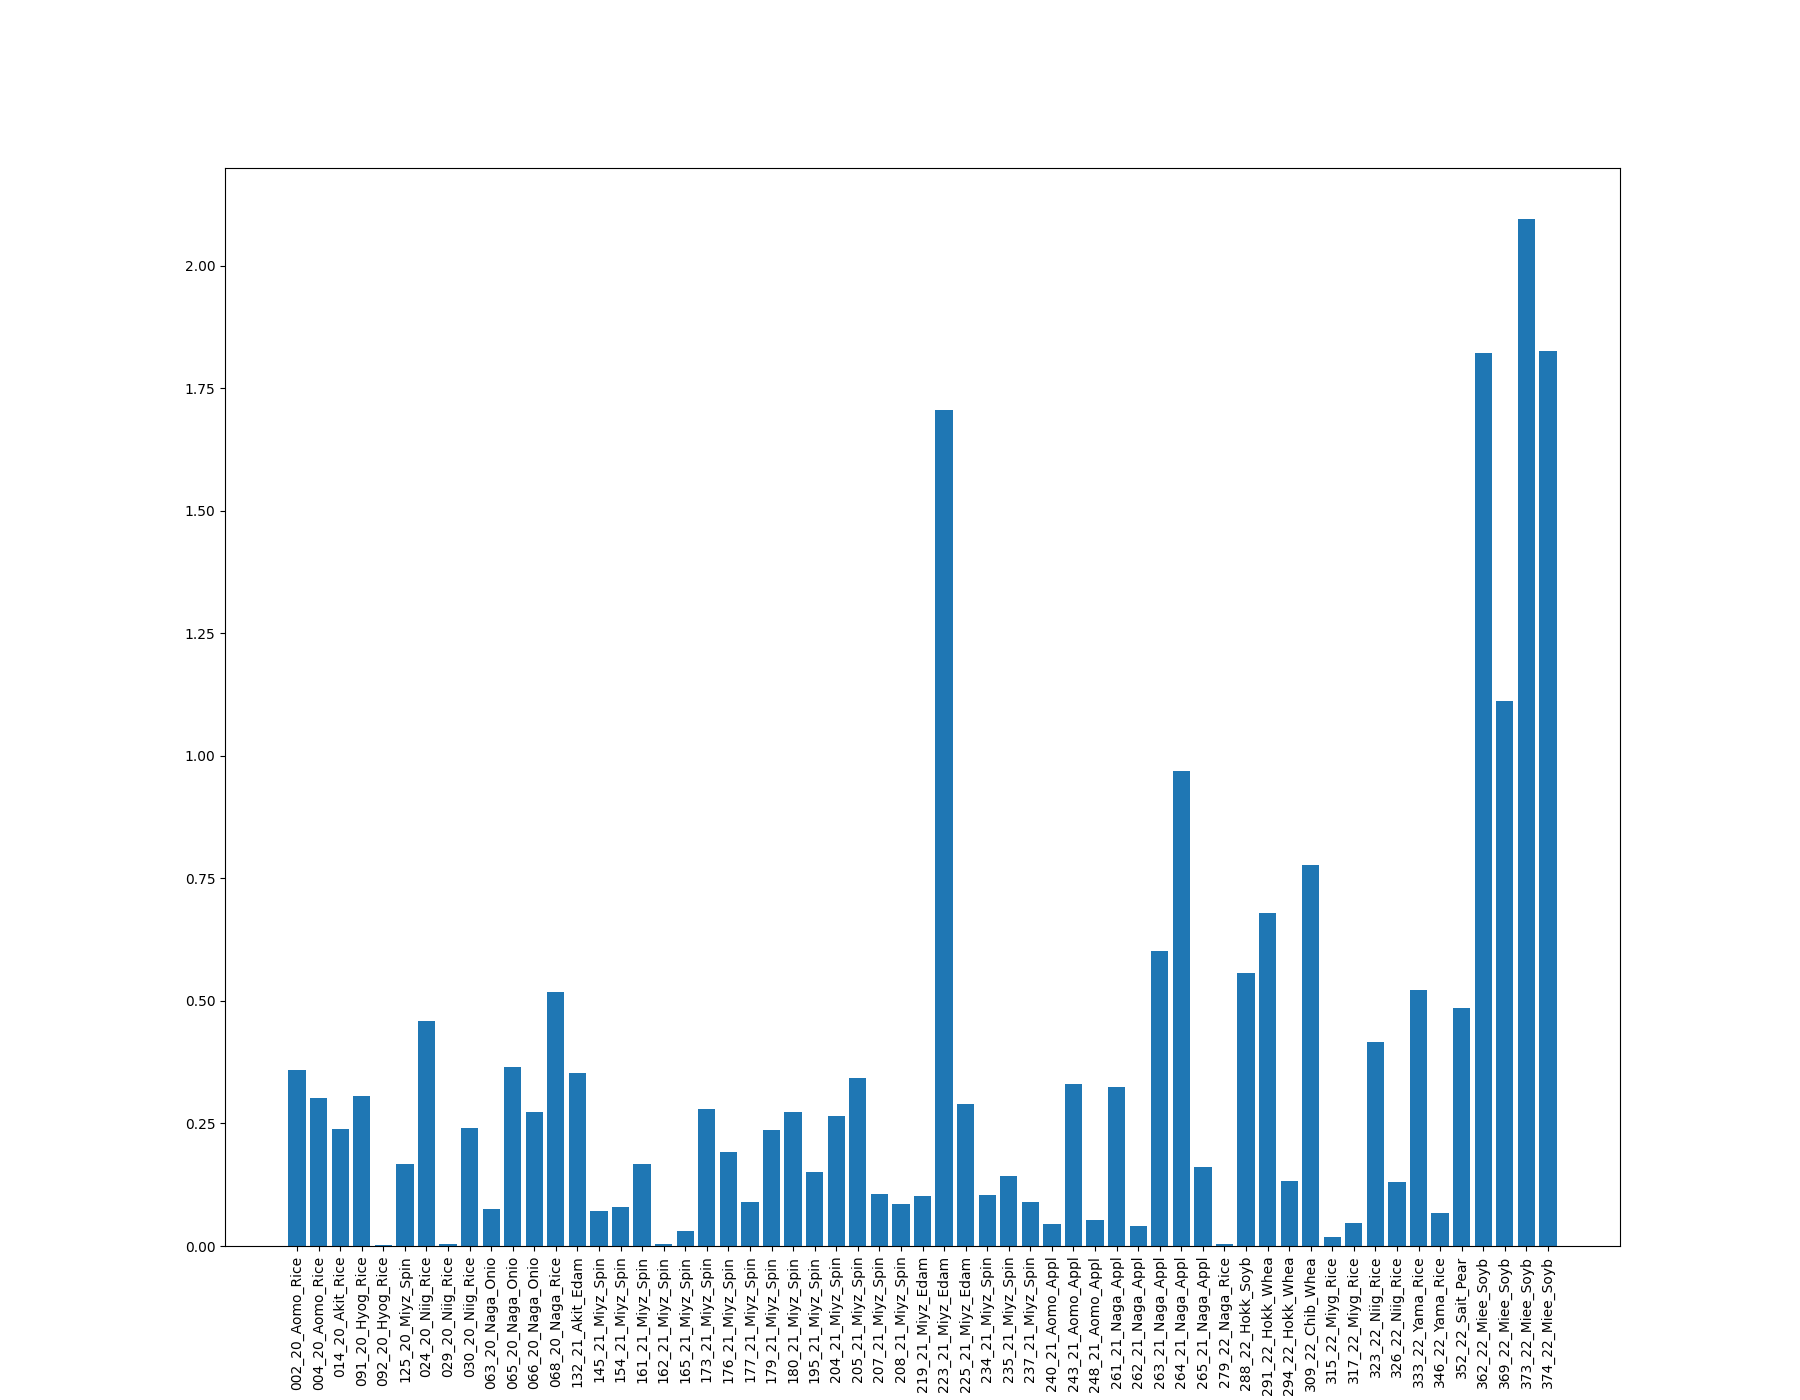 2.00
1.75
1.50
1.25
1.00
0.75
0.50
0.25
0.00
002_20_Aomo_Rice
004_20_Aomo_Rice
014_20_Akit_Rice
091_20_Hyog_Rice
092_20_Hyog_Rice
125_20_Miyz_Spin
024_20_Niig_Rice
029_20_Niig_Rice
030_20_Niig_Rice
063_20_Naga_Onio
065_20_Naga_Onio
066_20_Naga_Onio
068_20_Naga_Rice
132_21_Akit_Edam
145_21_Miyz_Spin
154_21_Miyz_Spin
161_21_Miyz_Spin
162_21_Miyz_Spin
165_21_Miyz_Spin
173_21_Miyz_Spin
176_21_Miyz_Spin
177_21_Miyz_Spin
179_21_Miyz_Spin
180_21_Miyz_Spin
195_21_Miyz_Spin
204_21_Miyz_Spin
205_21_Miyz_Spin
207_21_Miyz_Spin
208_21_Miyz_Spin
219_21_Miyz_Edam
223_21_Miyz_Edam
225_21_Miyz_Edam
234_21_Miyz_Spin
235_21_Miyz_Spin
237_21_Miyz_Spin
240_21_Aomo_Appl
243_21_Aomo_Appl
248_21_Aomo_Appl
261_21_Naga_Appl
262_21_Naga_Appl
263_21_Naga_Appl
264_21_Naga_Appl
265_21_Naga_Appl
279_22_Naga_Rice
288_22_Hokk_Soyb
291_22_Hokk_Whea
294_22_Hokk_Whea
309_22_Chib_Whea
315_22_Miyg_Rice
317_22_Miyg_Rice
323_22_Niig_Rice
326_22_Niig_Rice
333_22_Yama_Rice
346_22_Yama_Rice
352_22_Sait_Pear
362_22_Miee_Soyb
369_22_Miee_Soyb
373_22_Miee_Soyb
374_22_Miee_Soyb